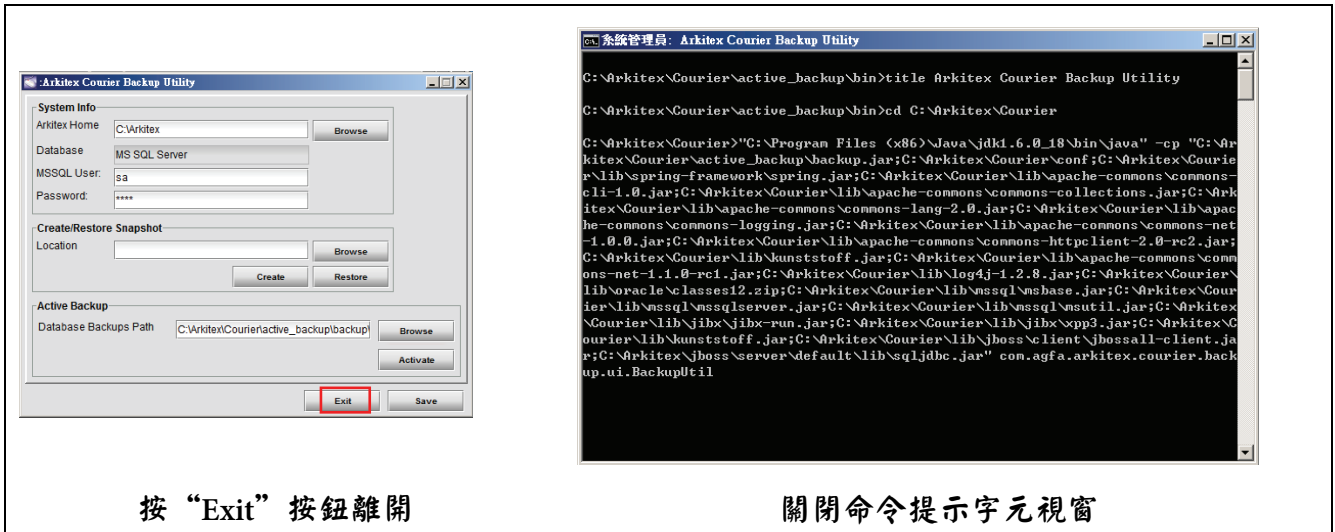 :Arkitex Courier Backup Utility
System Info
Arkitex Home C:\Arkitex Browse
Database MS SQL Server
MSSQL User: sa
Password: ****
Create/Restore Snapshot
Location Browse
Create Restore
Active Backup
Database Backups Path C:\Arkitex\Courier\active_backup\backup\ Browse
Activate
Exit Save
按“Exit”按鈕離開
系統管理員: Arkitex Courier Backup Utility
C:\Arkitex\Courier\active_backup\bin>title Arkitex Courier Backup Utility
C:\Arkitex\Courier\active_backup\bin>cd C:\Arkitex\Courier
C:\Arkitex\Courier>"C:\Program Files (x86)\Java\jdk1.6.0_18\bin\java" -cp "C:\Ar
kitex\Courier\active_backup\backup.jar;C:\Arkitex\Courier\conf;C:\Arkitex\Courie
r\lib\spring-framework\spring.jar;C:\Arkitex\Courier\lib\apache-commons\commons-
cli-1.0.jar;C:\Arkitex\Courier\lib\apache-commons\commons-collections.jar;C:\Ark
itex\Courier\lib\apache-commons\commons-lang-2.0.jar;C:\Arkitex\Courier\lib\apac
he-commons\commons-logging.jar;C:\Arkitex\Courier\lib\apache-commons\commons-net
-1.0.0.jar;C:\Arkitex\Courier\lib\apache-commons\commons-httpclient-2.0-rc2.jar;
C:\Arkitex\Courier\lib\kunststoff.jar;C:\Arkitex\Courier\lib\apache-commons\comm
ons-net-1.1.0-rc1.jar;C:\Arkitex\Courier\lib\log4j-1.2.8.jar;C:\Arkitex\Courier\
lib\oracle\classes12.zip;C:\Arkitex\Courier\lib\mssql\msbase.jar;C:\Arkitex\Cour
ier\lib\mssql\mssqlserver.jar;C:\Arkitex\Courier\lib\mssql\msutil.jar;C:\Arkitex
\Courier\lib\jibx\jibx-run.jar;C:\Arkitex\Courier\lib\jibx\xpp3.jar;C:\Arkitex\C
ourier\lib\kunststoff.jar;C:\Arkitex\Courier\lib\jboss\client\jbossall-client.ja
r;C:\Arkitex\jboss\server\default\lib\sqljdbc.jar" com.agfa.arkitex.courier.back
up.ui.BackupUtil
關閉命令提示字元視窗